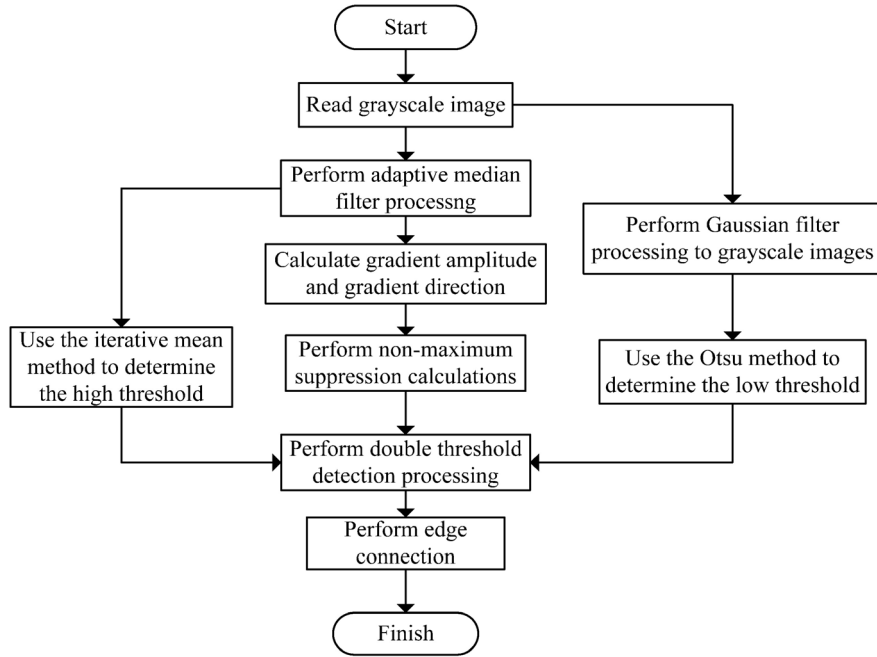 Start
Read grayscale image
Perform adaptive median
filter processng
Perform Gaussian filter
processing to grayscale images
Calculate gradient amplitude
and gradient direction
Use the iterative mean
method to determine
the high threshold
Perform non-maximum
suppression calculations
Use the Otsu method to
determine the low threshold
Perform double threshold
detection processing
Perform edge
connection
Finish